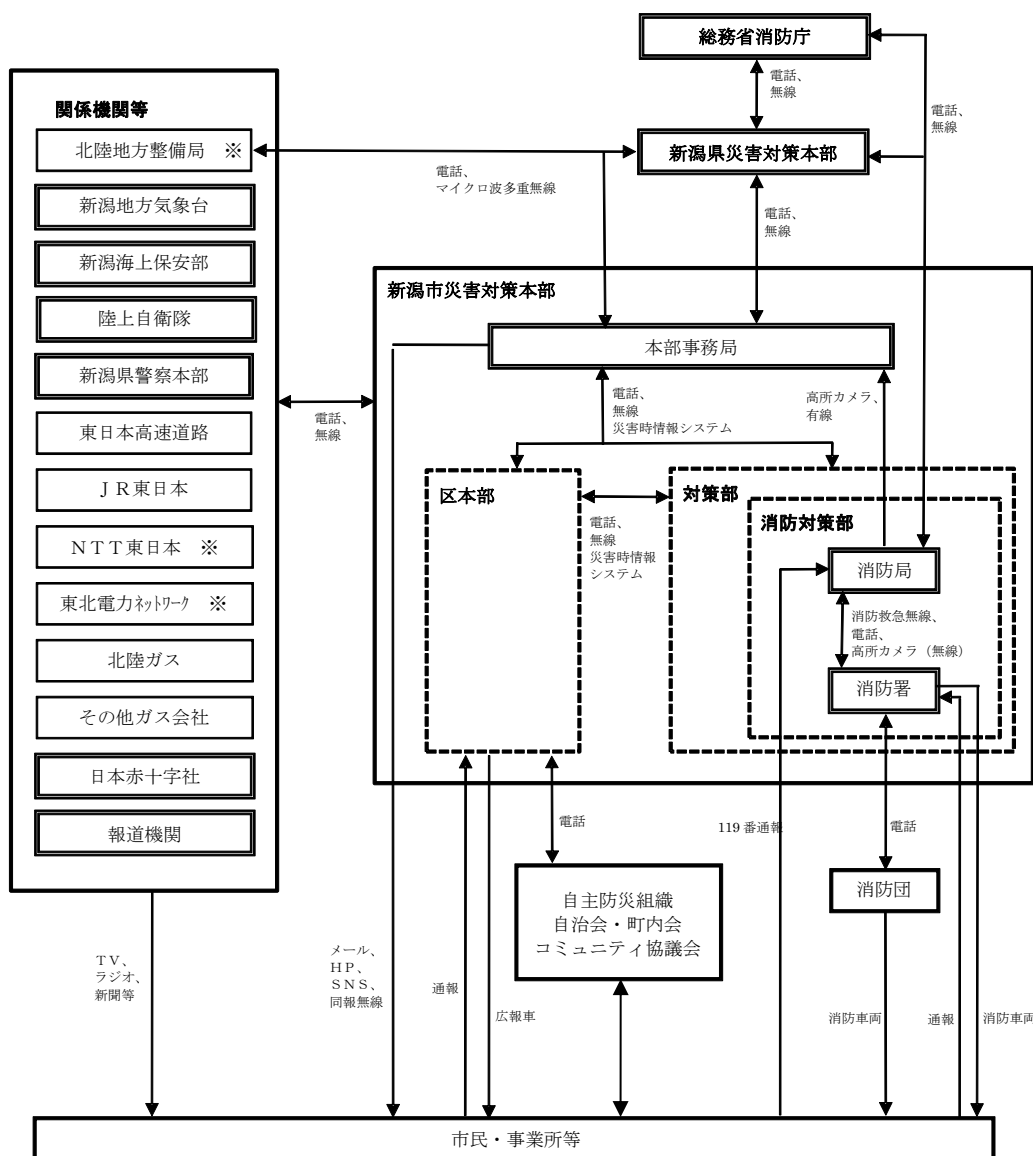 総務省消防庁
電話、
無線
電話、
無線
関係機関等
北陸地方整備局 ※
新潟県災害対策本部
電話、
マイクロ波多重無線
電話、
無線
新潟地方気象台
新潟海上保安部
陸上自衛隊
新潟県警察本部
東日本高速道路
ＪＲ東日本
ＮＴＴ東日本 ※
東北電力ﾈｯﾄﾜｰｸ ※
北陸ガス
その他ガス会社
日本赤十字社
報道機関
電話、
無線
新潟市災害対策本部
本部事務局
電話、
無線
災害時情報システム
高所カメラ、
有線
区本部
電話、
無線
災害時情報
システム
対策部
消防対策部
消防局
消防救急無線、
電話、
高所カメラ（無線）
消防署
電話
119 番通報
電話
自主防災組織
自治会・町内会
コミュニティ協議会
消防団
ＴＶ、
ラジオ、
新聞等
メール、
ＨＰ、
ＳＮＳ、
同報無線
通報
広報車
消防車両
通報
消防車両
市民・事業所等